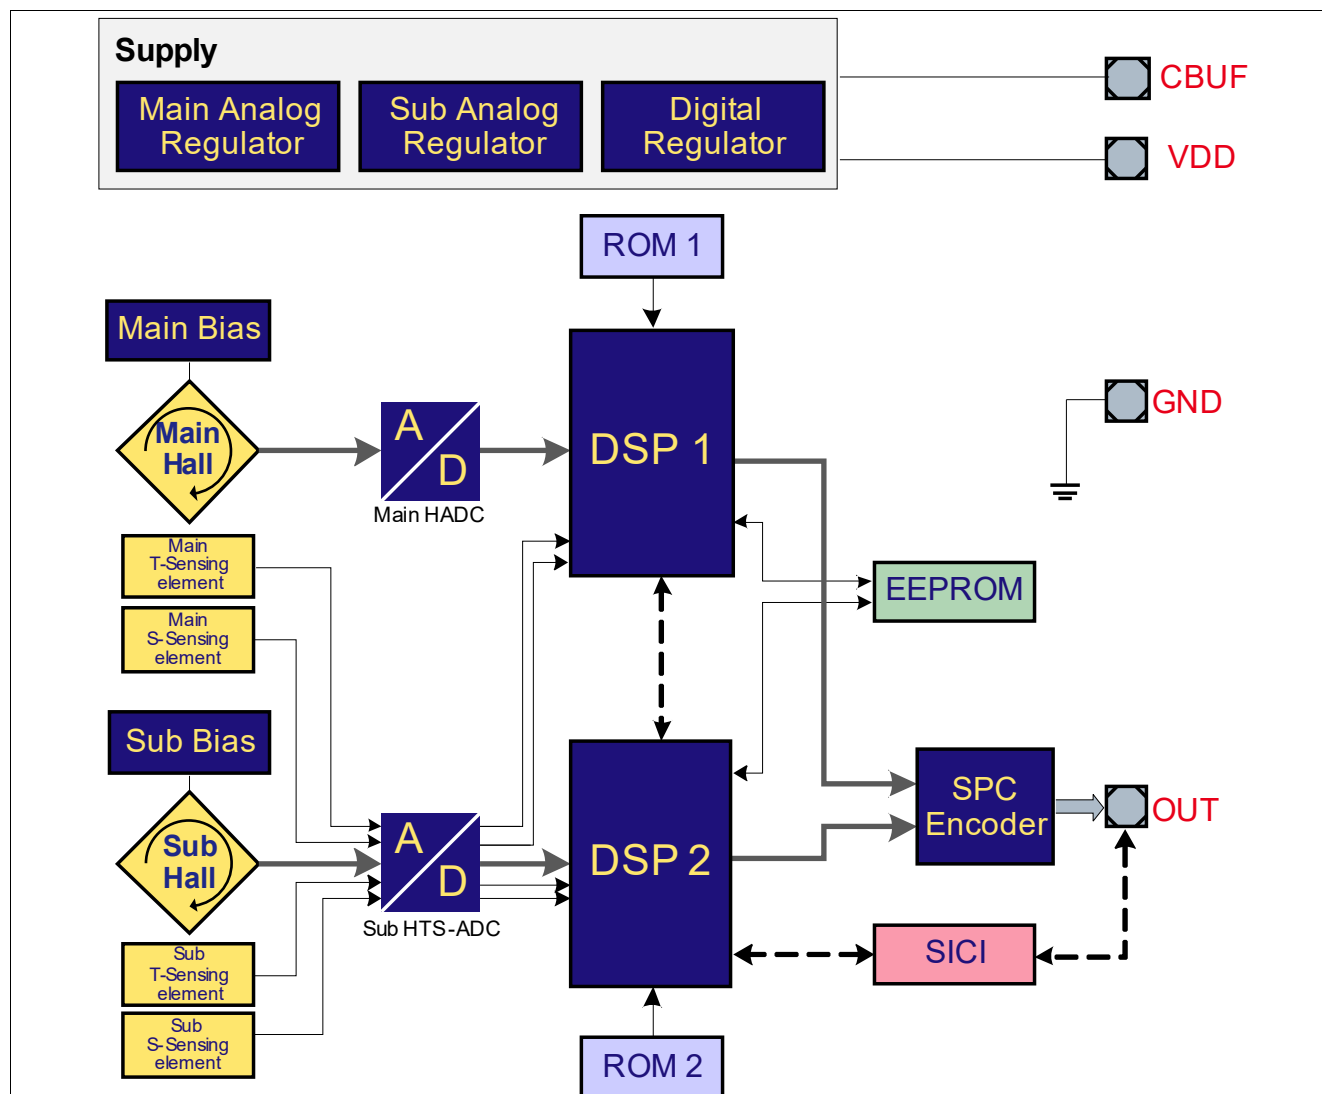 Supply
Main Analog
Regulator
Sub Analog
Regulator
Digital
Regulator
CBUF
VDD
ROM 1
Main Bias
Main
Hall
A
D
Main HADC
DSP 1
GND
Main
T-Sensing
element
Main
S-Sensing
element
EEPROM
Sub Bias
Sub
Hall
A
D
Sub HTS-ADC
DSP 2
SPC
Encoder
OUT
Sub
T-Sensing
element
Sub
S-Sensing
element
SICI
ROM 2